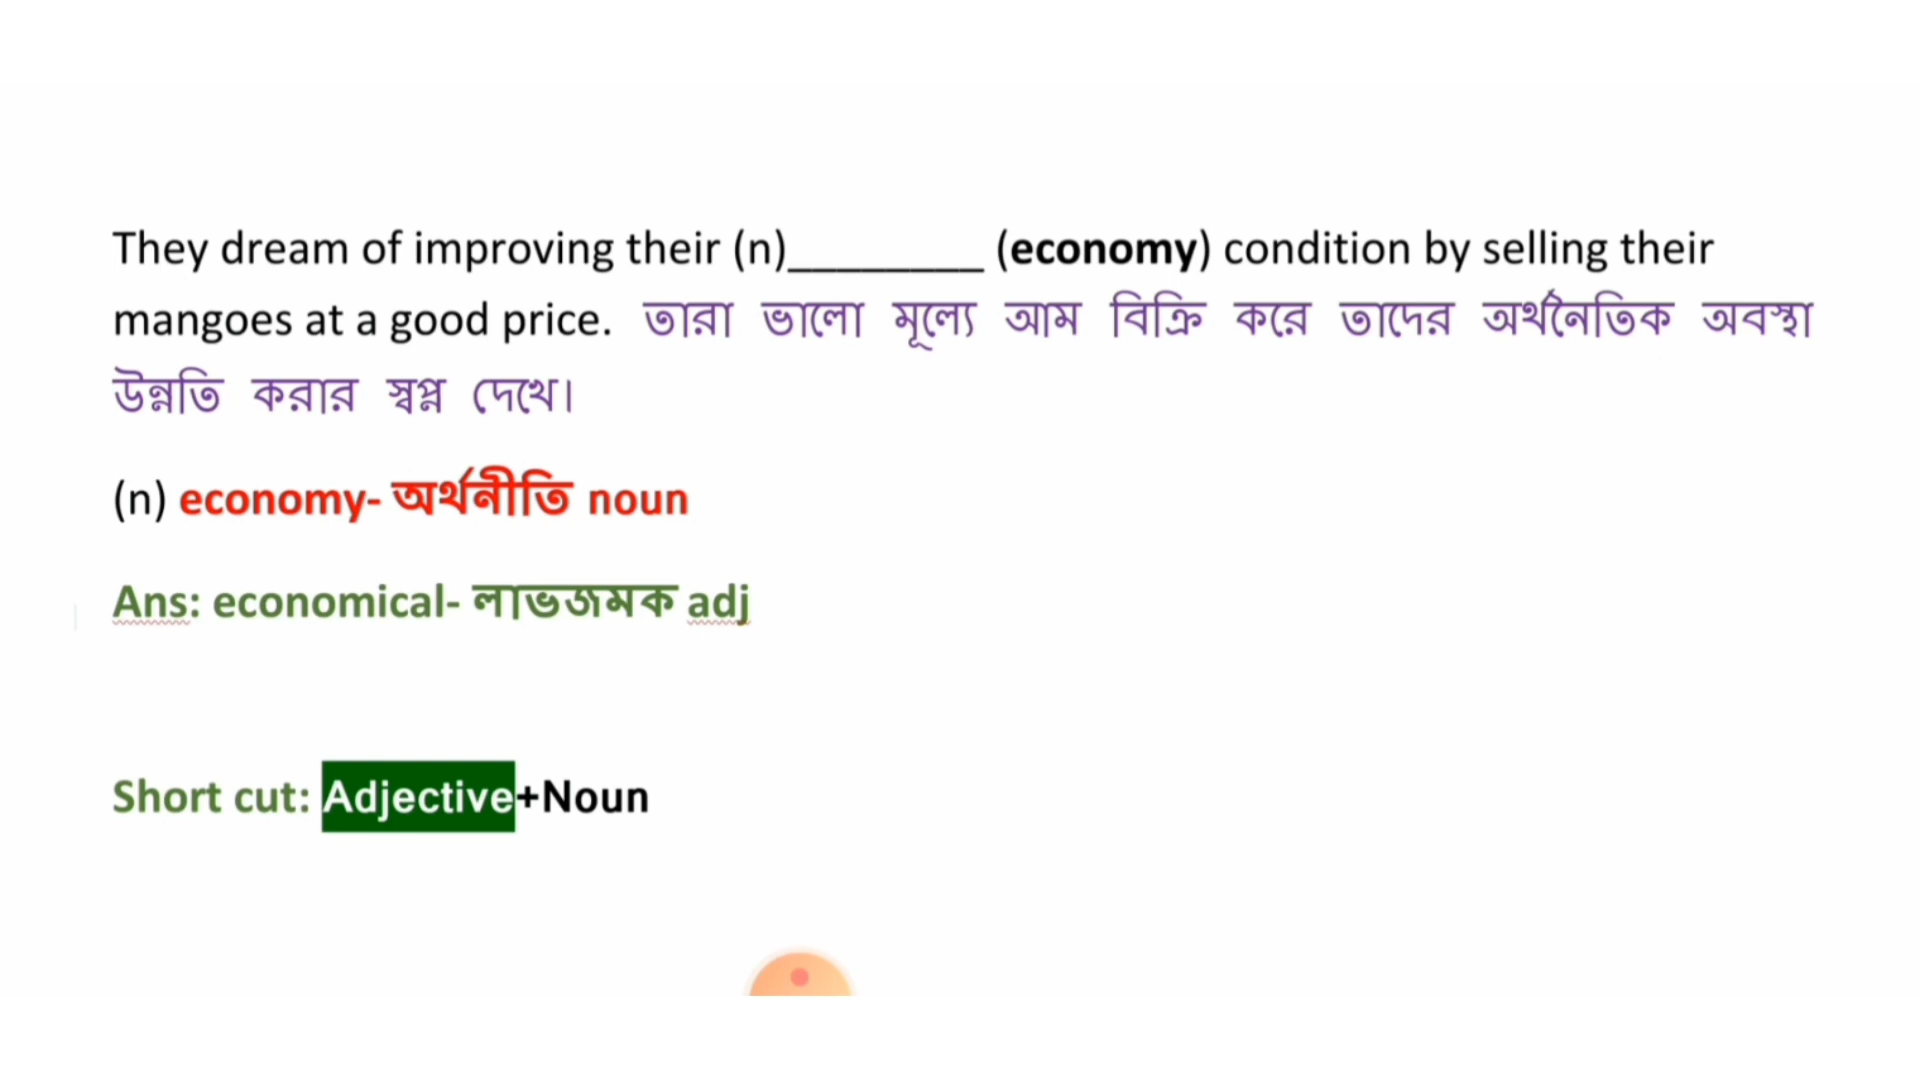 They dream of improving their (n)________ (economy) condition by selling their
mangoes at a good price. তারা ভালো মূল্যে আম বিক্রি করে তাদের অর্থনৈতিক অবস্থা
উন্নতি করার স্বপ্ন দেখে।
(n) economy- অর্থনীতি noun
Ans: economical- লাভজমক adj
Short cut: Adjective+Noun